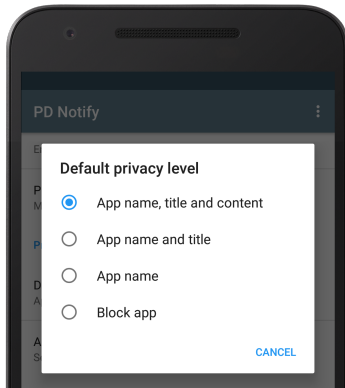 PD Notify
Default privacy level
App name, title and content
App name and title
App name
Block app
CANCEL